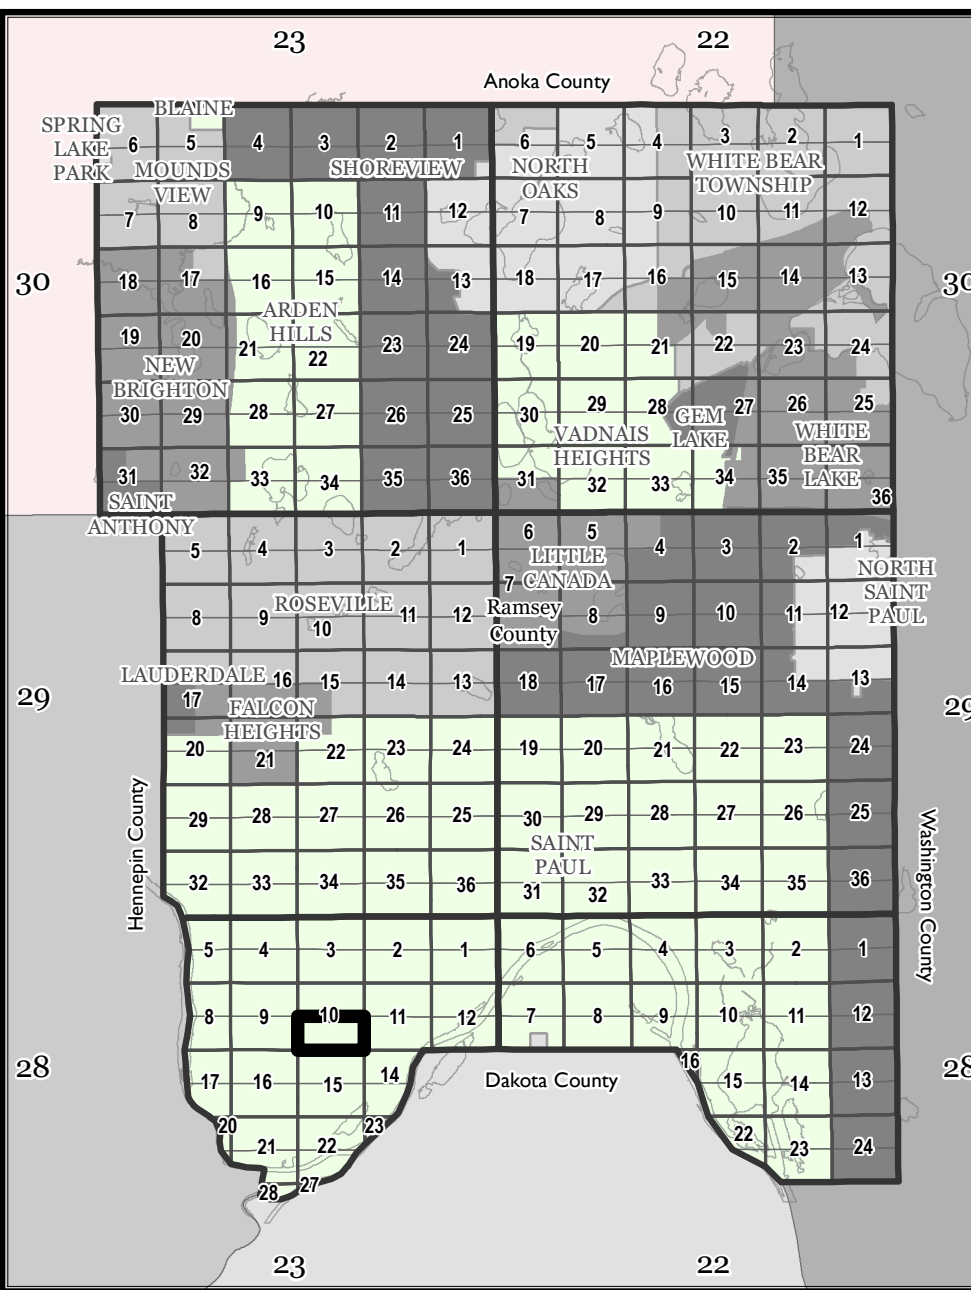 23 22
Anoka County
BLAINE
SPRING
LAKE
PARK
6 5 4 3 2 1 6 5 4 3 2 1
MOUNDS
VIEW
SHOREVIEW
NORTH
OAKS
WHITE BEAR
TOWNSHIP
7 8 9 10 11 12 7 8 9 10 11 12
30 18 17 16 15 14 13 18 17 16 15 14 13 30
ARDEN
HILLS
19 20 21 22 23 24 19 20 21 22 23 24
NEW
BRIGHTON
30 29 28 27 26 25 30 29 28 27 26 25
GEM
LAKE
VADNAIS
HEIGHTS
WHITE
BEAR
LAKE
31 32 33 34 35 36 31 32 33 34 35 36
SAINT
ANTHONY
5 4 3 2 1 6 5 4 3 2 1
LITTLE
CANADA
NORTH
SAINT
PAUL
ROSEVILLE
Ramsey
County
8 9 10 11 12 7 8 9 10 11 12
MAPLEWOOD
LAUDERDALE
29 17 16 15 14 13 18 17 16 15 14 13 29
FALCON
HEIGHTS
20 21 22 23 24 19 20 21 22 23 24
Hennepin County
29 28 27 26 25 30 29 28 27 26 25
SAINT
PAUL
Washington County
32 33 34 35 36 31 32 33 34 35 36
5 4 3 2 1 6 5 4 3 2 1
8 9 10 11 12 7 8 9 10 11 12
28 17 16 15 14 16 15 14 13 28
Dakota County
20 21 22 23 22 23 24
28 27
23 22